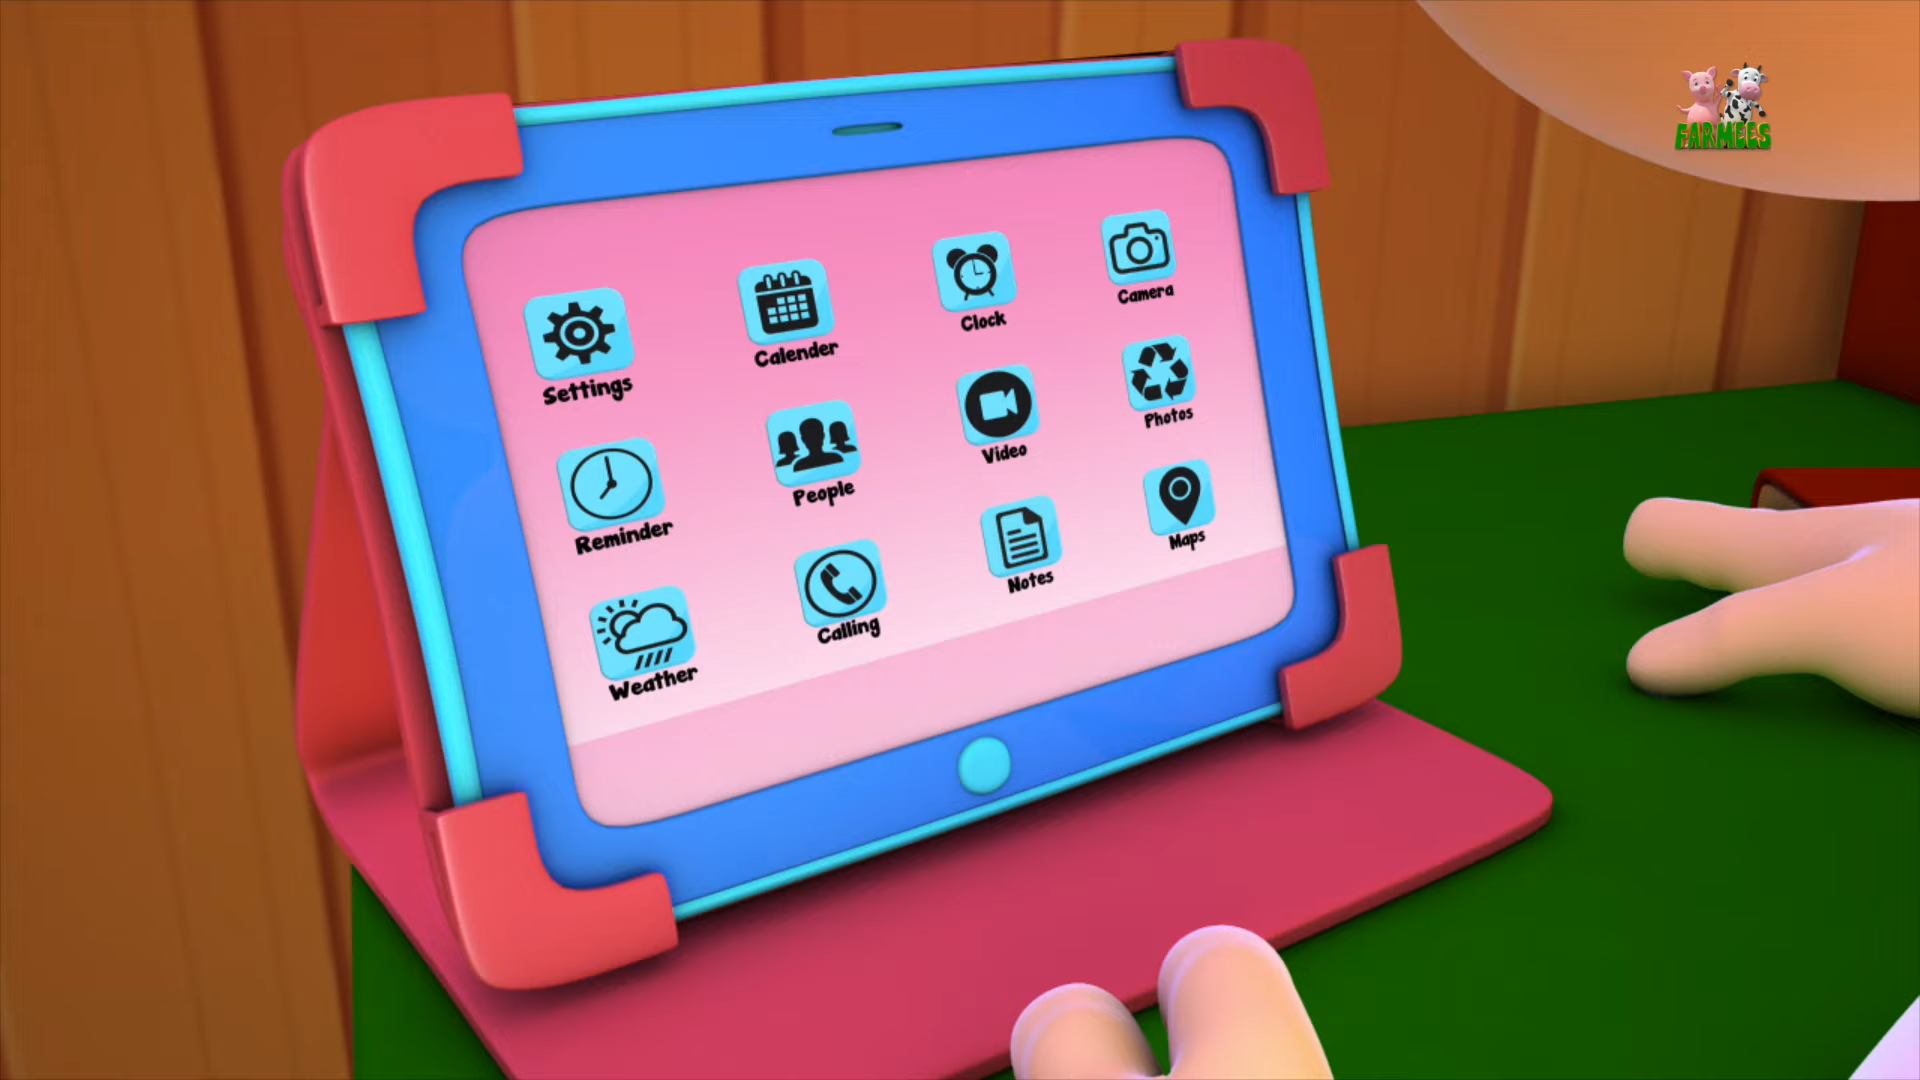 FARMEES
Settings
Calender
Clock
Camera
Reminder
People
Video
Photos
Weather
Calling
Notes
Maps